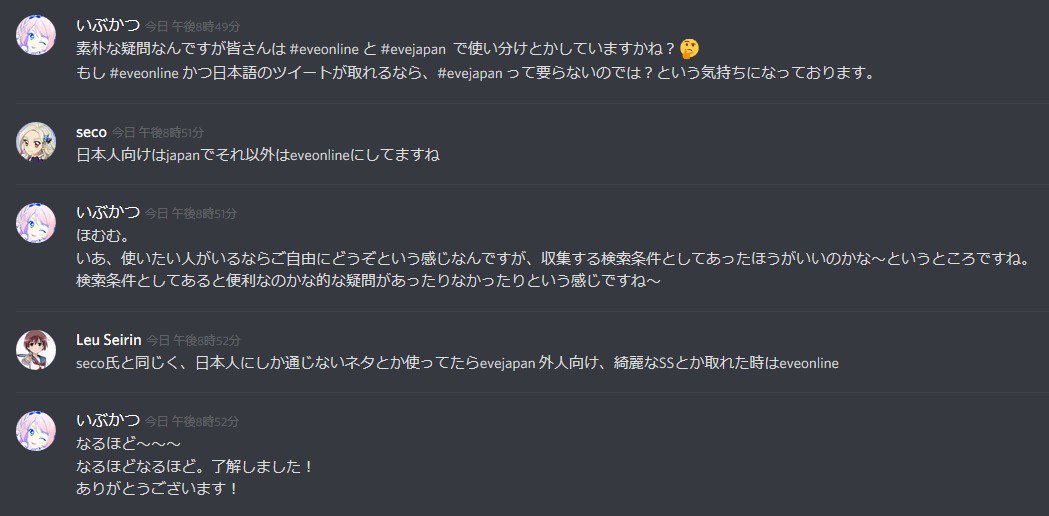 いぶかつ 今日 午後8時49分
素朴な疑問なんですが皆さんは #eveonline と #evejapan で使い分けとかしていますかね？🤔
もし #eveonline かつ日本語のツイートが取れるなら、#evejapan って要らないのでは？という気持ちになっております。
seco 今日 午後8時51分
日本人向けはjapanでそれ以外はeveonlineにしてますね
いぶかつ 今日 午後8時51分
ほむむ。
いあ、使いたい人がいるならご自由にどうぞという感じなんですが、収集する検索条件としてあったほうがいいのかな〜というところですね。
検索条件としてあると便利なのかな的な疑問があったりなかったりという感じですね〜
Leu Seirin 今日 午後8時52分
seco氏と同じく、日本人にしか通じないネタとか使ってたらevejapan 外人向け、綺麗なSSとか取れた時はeveonline
いぶかつ 今日 午後8時52分
なるほど〜〜〜
なるほどなるほど。了解しました！
ありがとうございます！